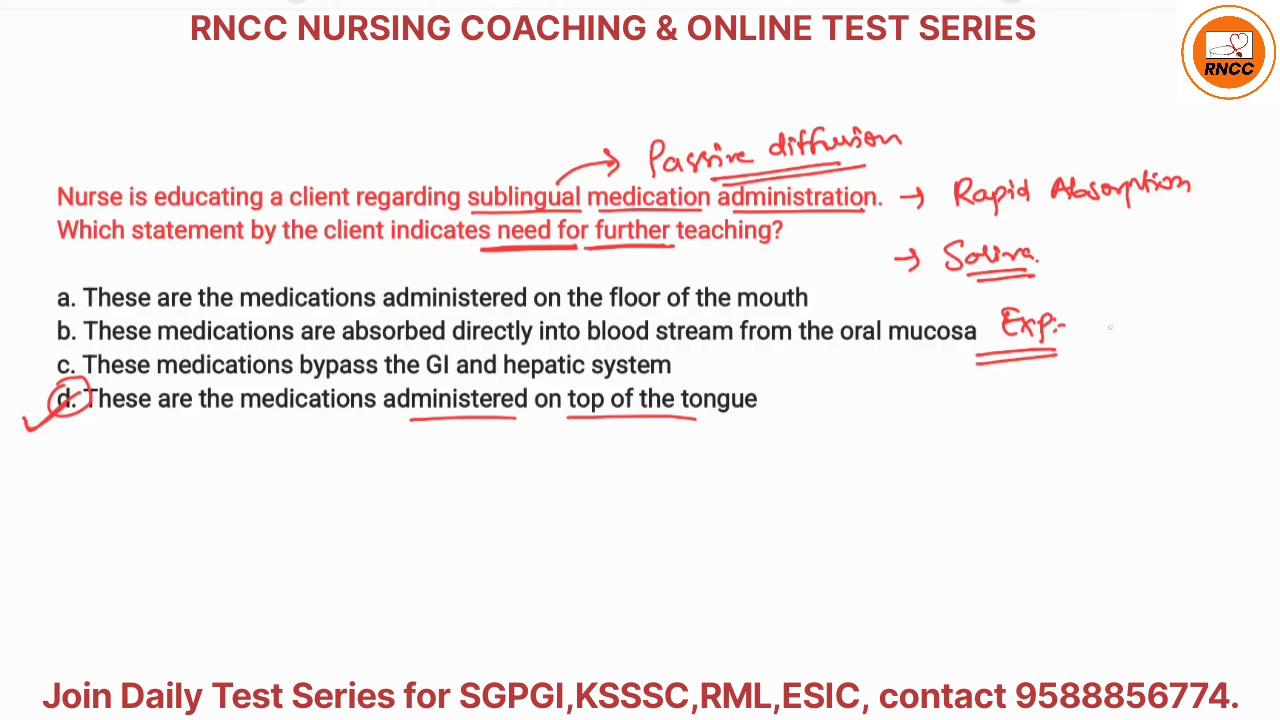 RNCC NURSING COACHING & ONLINE TEST SERIES
RNCC
Passive diffusion
Nurse is educating a client regarding sublingual medication administration. → Rapid Absorption
Which statement by the client indicates need for further teaching?
→ Saliva.
a. These are the medications administered on the floor of the mouth
b. These medications are absorbed directly into blood stream from the oral mucosa Exp:-
c. These medications bypass the GI and hepatic system
d. These are the medications administered on top of the tongue
Join Daily Test Series for SGPGI,KSSSC,RML,ESIC, contact 9588856774.